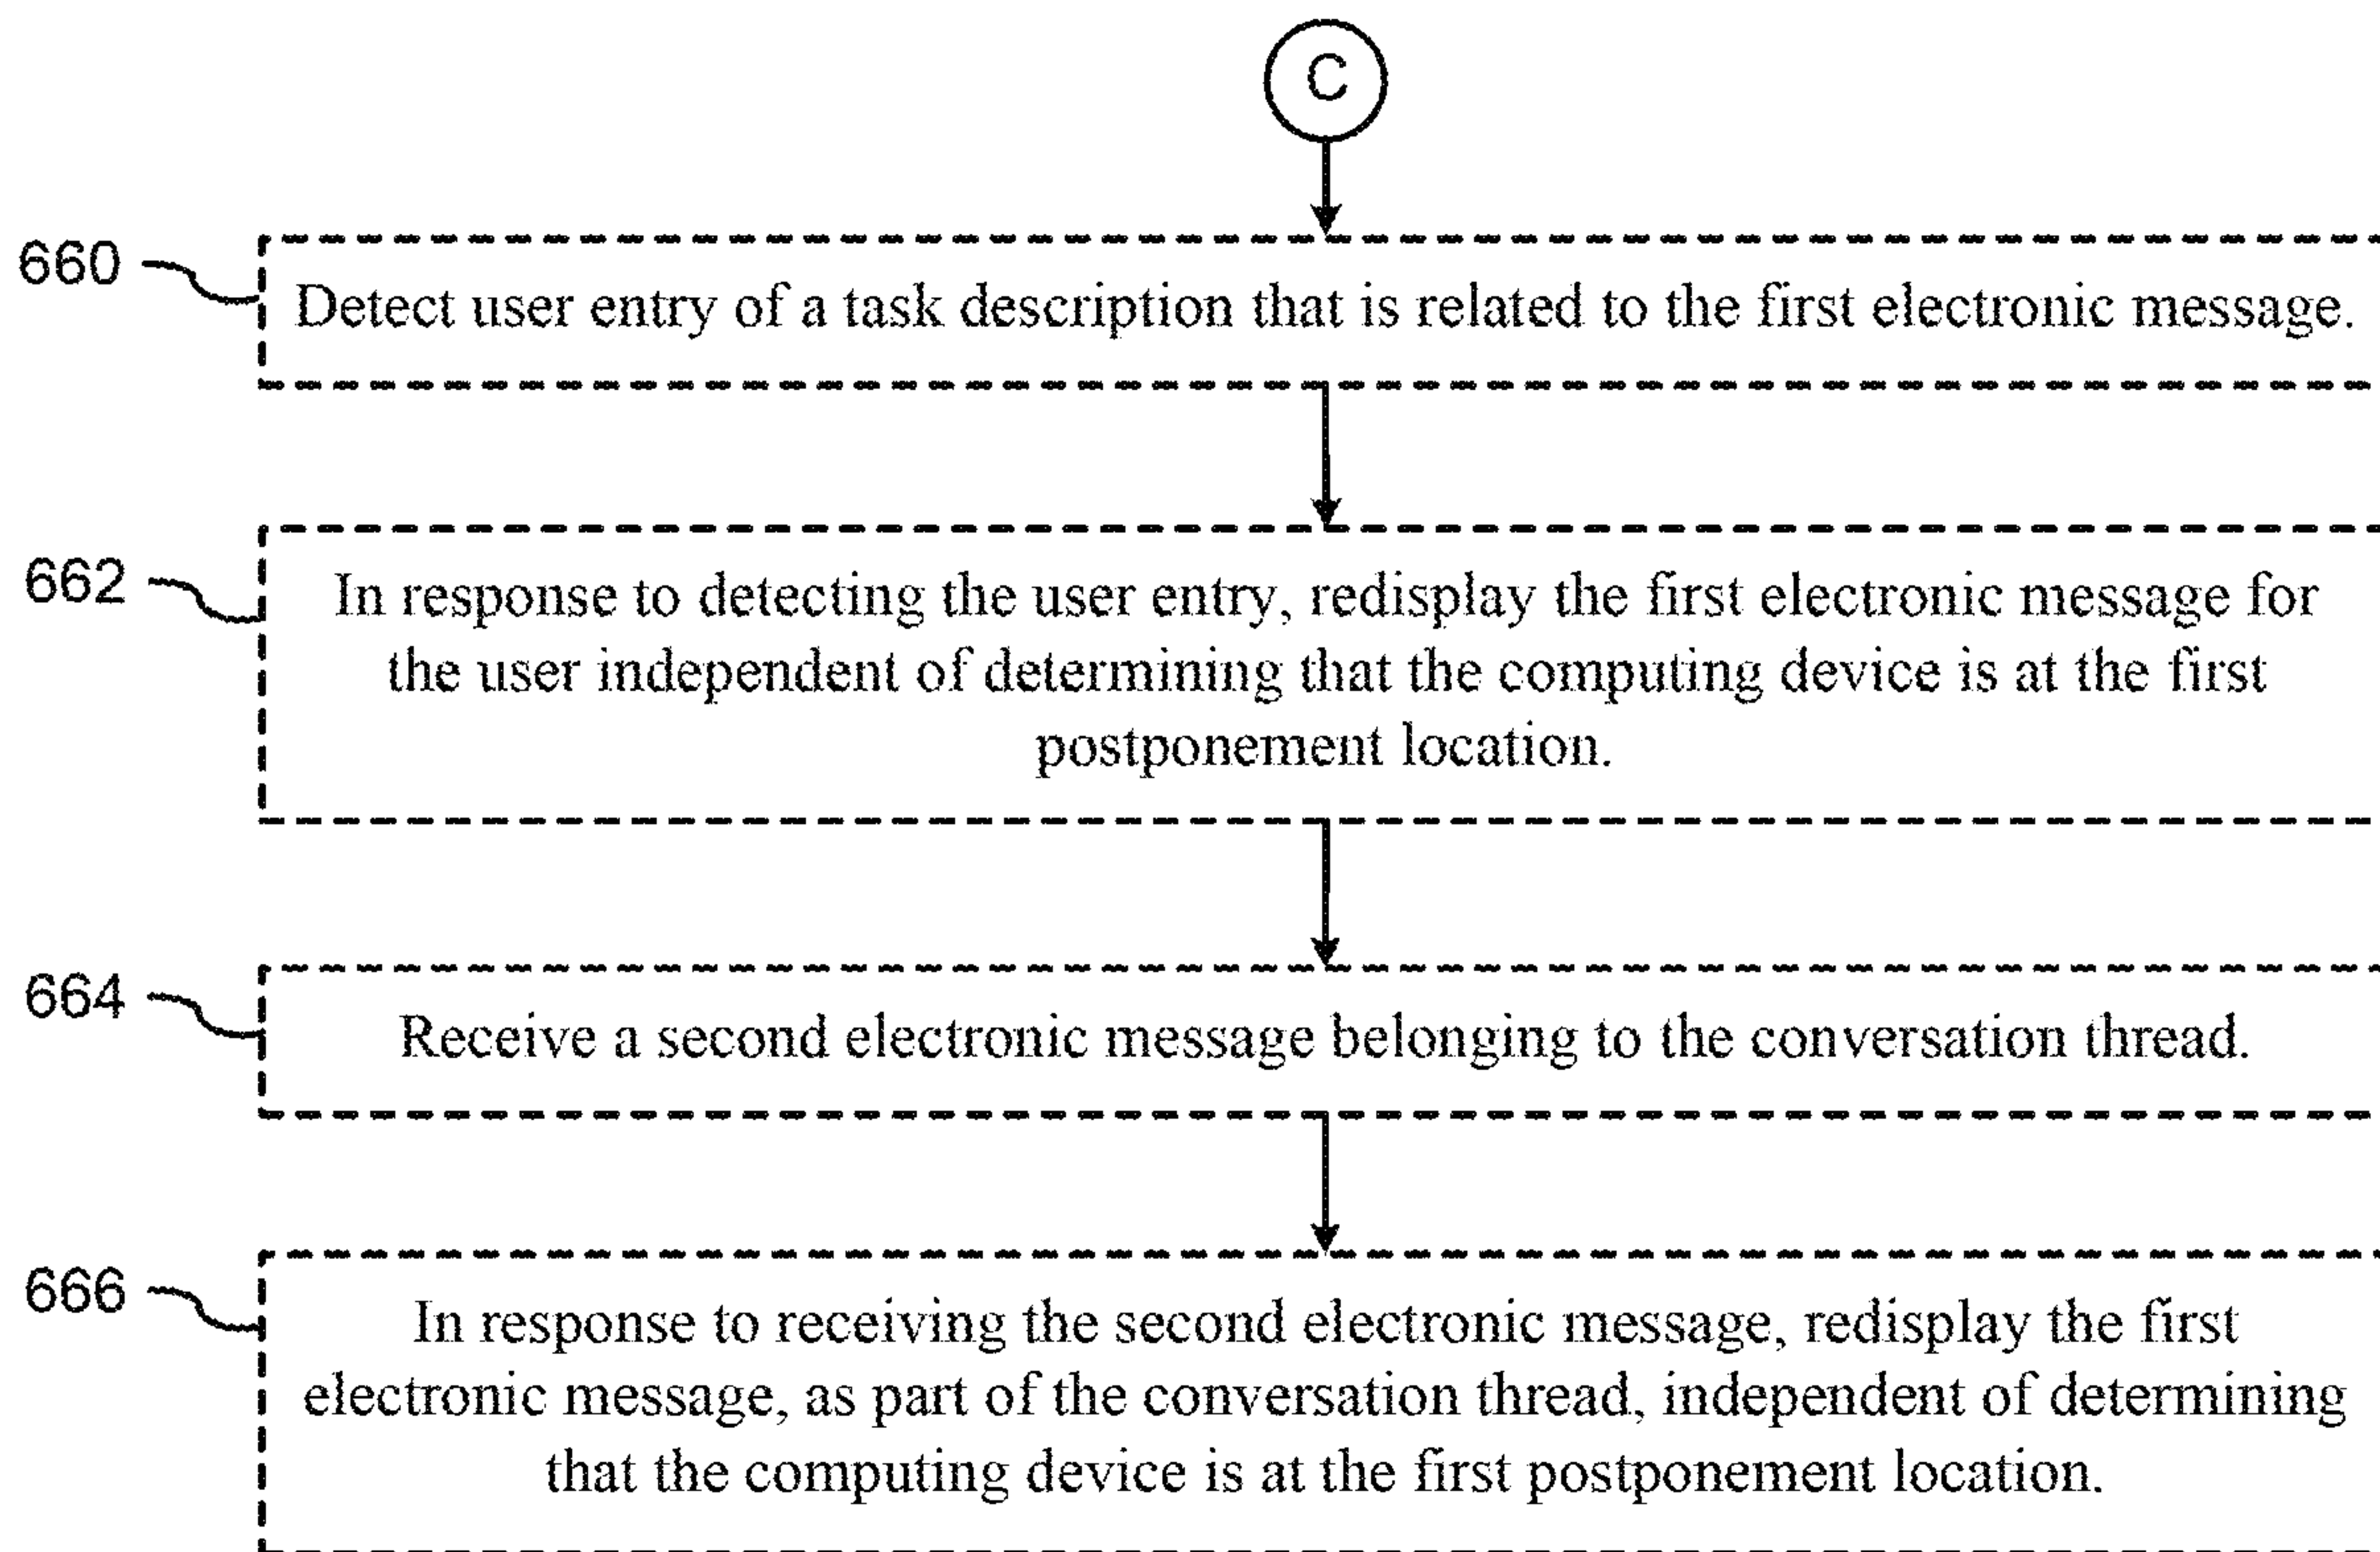 C
660
Detect user entry of a task description that is related to the first electronic message.
662
In response to detecting the user entry, redisplay the first electronic message for
the user independent of determining that the computing device is at the first
postponement location.
664
Receive a second electronic message belonging to the conversation thread.
666
In response to receiving the second electronic message, redisplay the first
electronic message, as part of the conversation thread, independent of determining
that the computing device is at the first postponement location.